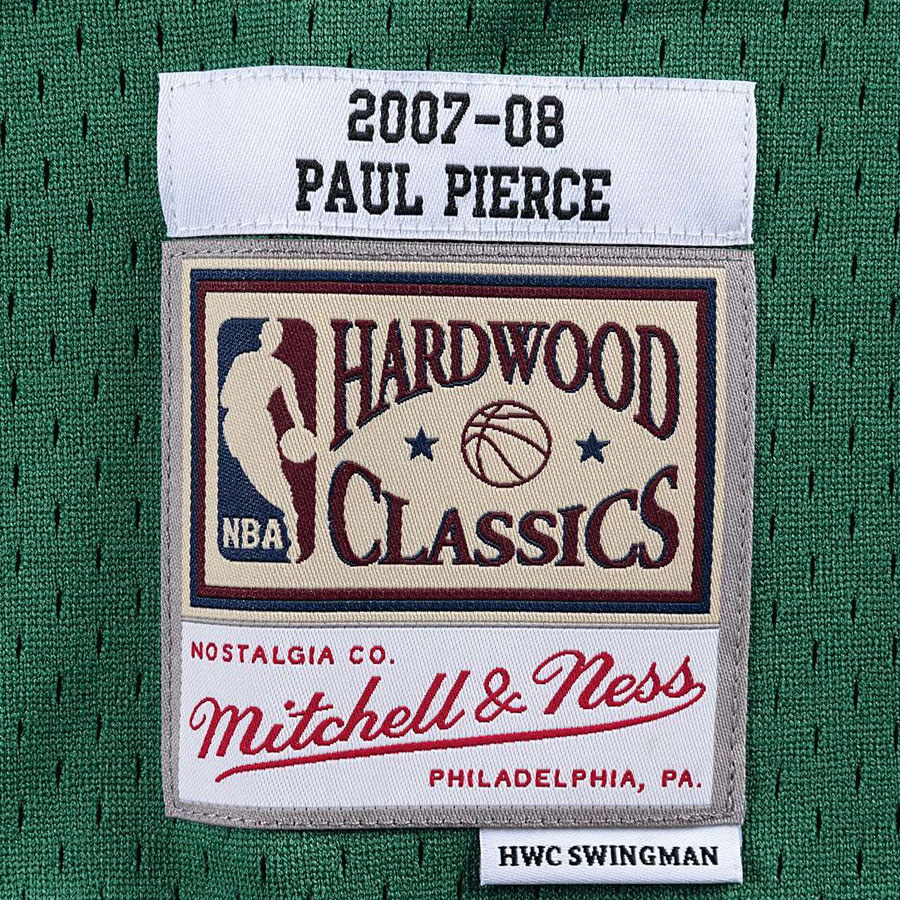 2007-08
PAUL PIERCE
HARDWOOD
CLASSICS
NBA
NOSTALGIA CO.
Mitchell & Ness
PHILADELPHIA, PA.
HWC SWINGMAN